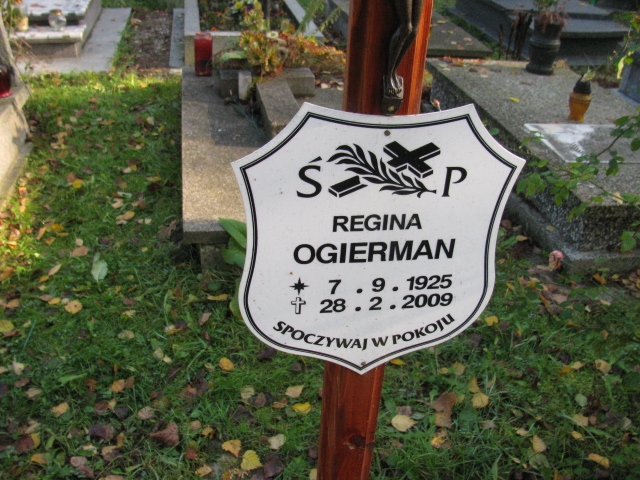 Ś P
REGINA
OGIERMAN
7 . 9 . 1925
28 . 2 . 2009
SPOCZYWAJ W POKOJU